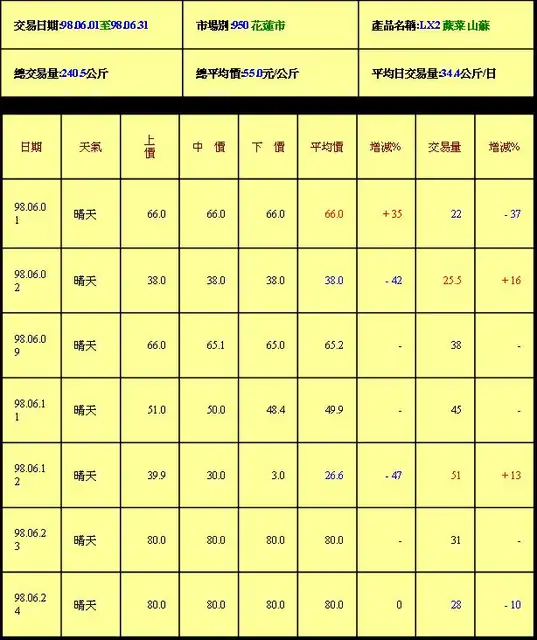 交易日期:98.06.01至98.06.31 市場別:950 花蓮市 產品名稱:LX2 蕨菜 山蘇
總交易量:240.5公斤 總平均價:55.0元/公斤 平均日交易量:34.4公斤/日
日期 天氣 上價 中 價 下 價 平均價 增減% 交易量 增減%
98.06.01 晴天 66.0 66.0 66.0 66.0 +35 22 -37
98.06.02 晴天 38.0 38.0 38.0 38.0 -42 25.5 +16
98.06.09 晴天 66.0 65.1 65.0 65.2 - 38 -
98.06.11 晴天 51.0 50.0 48.4 49.9 - 45 -
98.06.12 晴天 39.9 30.0 3.0 26.6 -47 51 +13
98.06.23 晴天 80.0 80.0 80.0 80.0 - 31 -
98.06.24 晴天 80.0 80.0 80.0 80.0 0 28 -10